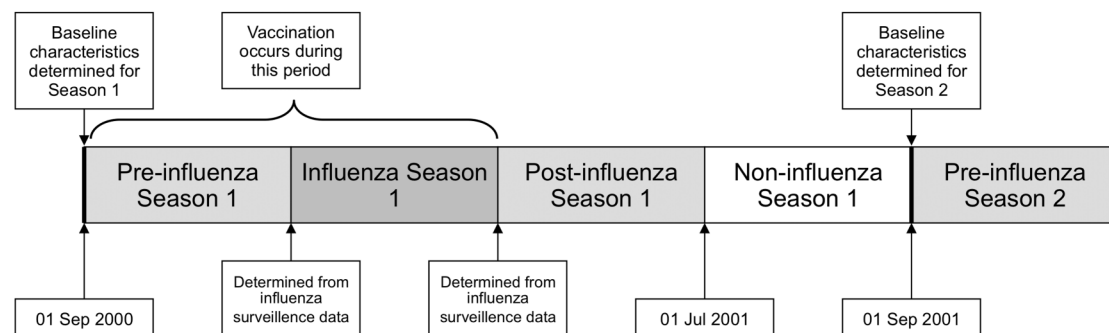 Baseline
characteristics
determined for
Season 1
Vaccination
occurs during
this period
Baseline
characteristics
determined for
Season 2
Pre-influenza
Season 1
Influenza Season
1
Post-influenza
Season 1
Non-influenza
Season 1
Pre-influenza
Season 2
01 Sep 2000
Determined from
influenza
surveillence data
Determined from
influenza
surveillence data
01 Jul 2001
01 Sep 2001